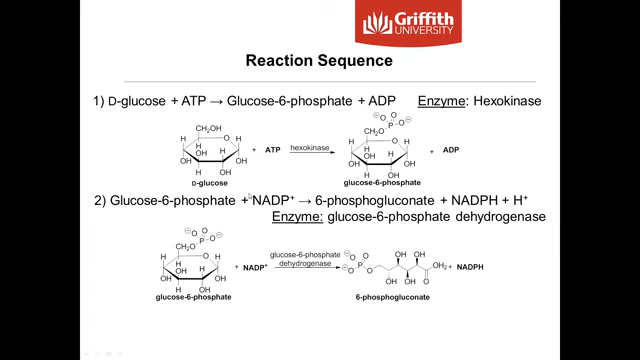 Griffith
UNIVERSITY
Reaction Sequence
1) D-glucose + ATP → Glucose-6-phosphate + ADP Enzyme: Hexokinase
CH₂OH
H O H
H
OH H
OH OH
H OH
D-glucose
+ ATP
hexokinase
⊖O O
P O⊖
CH₂O
H O H
H
OH H
OH OH
H OH
glucose-6-phosphate
+ ADP
2) Glucose-6-phosphate + NADP⁺ → 6-phosphogluconate + NADPH + H⁺
Enzyme: glucose-6-phosphate dehydrogenase
⊖O O
P O⊖
CH₂O
H O H
H
OH H
OH OH
H OH
glucose-6-phosphate
+ NADP⁺
glucose-6-phosphate
dehydrogenase
⊖O O
⊖O P O
OH OH
OH₂
OH OH O
6-phosphogluconate
+ NADPH